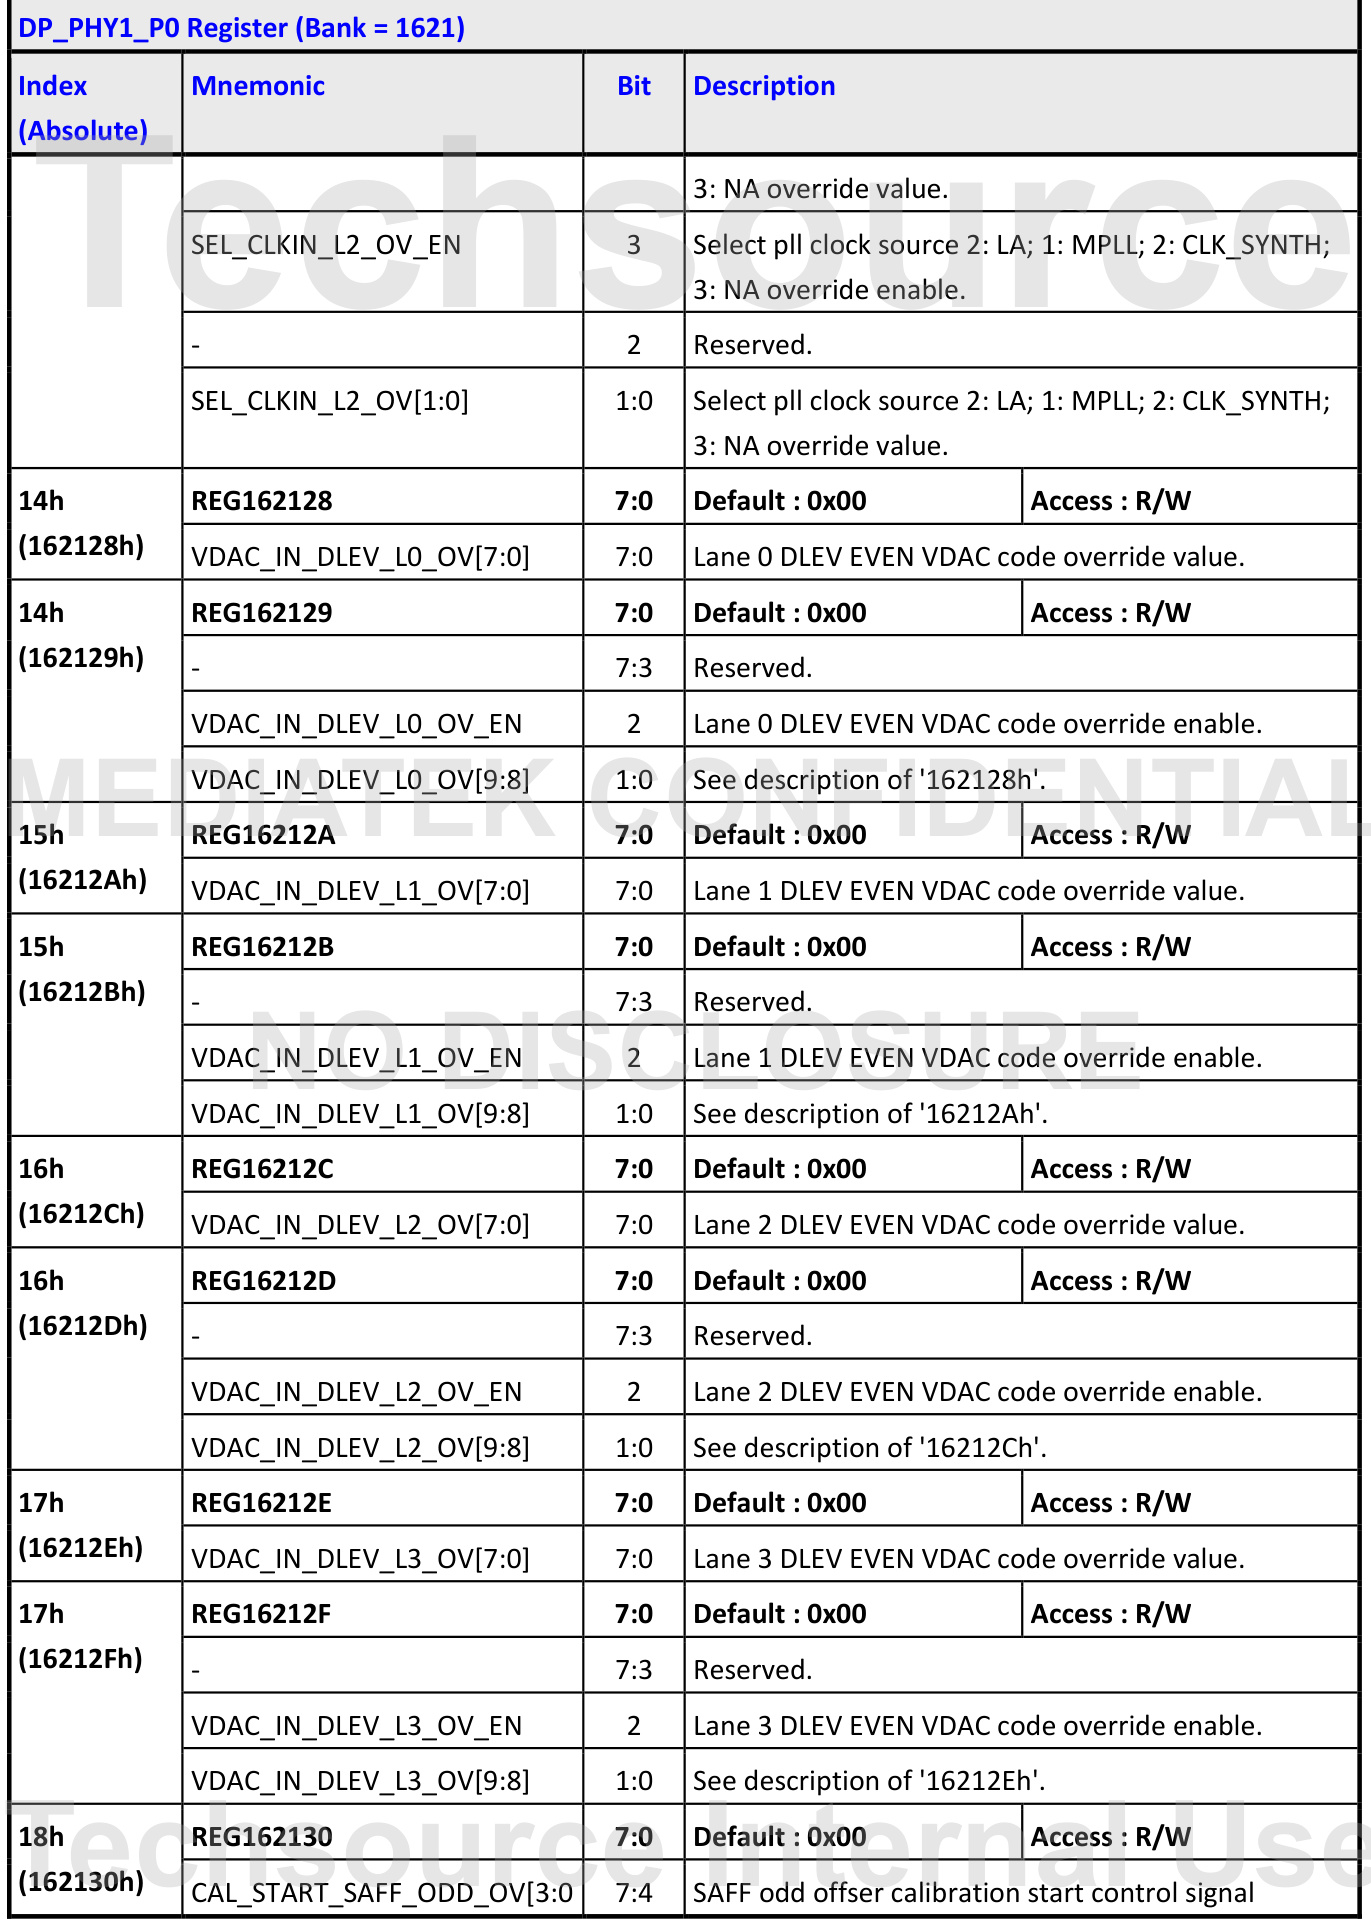 DP_PHY1_P0 Register (Bank = 1621)
Index (Absolute) Mnemonic Bit Description
3: NA override value.
SEL_CLKIN_L2_OV_EN 3 Select pll clock source 2: LA; 1: MPLL; 2: CLK_SYNTH;
3: NA override enable.
- 2 Reserved.
SEL_CLKIN_L2_OV[1:0] 1:0 Select pll clock source 2: LA; 1: MPLL; 2: CLK_SYNTH;
3: NA override value.
14h REG162128 7:0 Default : 0x00 Access : R/W
(162128h) VDAC_IN_DLEV_L0_OV[7:0] 7:0 Lane 0 DLEV EVEN VDAC code override value.
14h REG162129 7:0 Default : 0x00 Access : R/W
(162129h) - 7:3 Reserved.
VDAC_IN_DLEV_L0_OV_EN 2 Lane 0 DLEV EVEN VDAC code override enable.
VDAC_IN_DLEV_L0_OV[9:8] 1:0 See description of '162128h'.
15h REG16212A 7:0 Default : 0x00 Access : R/W
(16212Ah) VDAC_IN_DLEV_L1_OV[7:0] 7:0 Lane 1 DLEV EVEN VDAC code override value.
15h REG16212B 7:0 Default : 0x00 Access : R/W
(16212Bh) - 7:3 Reserved.
VDAC_IN_DLEV_L1_OV_EN 2 Lane 1 DLEV EVEN VDAC code override enable.
VDAC_IN_DLEV_L1_OV[9:8] 1:0 See description of '16212Ah'.
16h REG16212C 7:0 Default : 0x00 Access : R/W
(16212Ch) VDAC_IN_DLEV_L2_OV[7:0] 7:0 Lane 2 DLEV EVEN VDAC code override value.
16h REG16212D 7:0 Default : 0x00 Access : R/W
(16212Dh) - 7:3 Reserved.
VDAC_IN_DLEV_L2_OV_EN 2 Lane 2 DLEV EVEN VDAC code override enable.
VDAC_IN_DLEV_L2_OV[9:8] 1:0 See description of '16212Ch'.
17h REG16212E 7:0 Default : 0x00 Access : R/W
(16212Eh) VDAC_IN_DLEV_L3_OV[7:0] 7:0 Lane 3 DLEV EVEN VDAC code override value.
17h REG16212F 7:0 Default : 0x00 Access : R/W
(16212Fh) - 7:3 Reserved.
VDAC_IN_DLEV_L3_OV_EN 2 Lane 3 DLEV EVEN VDAC code override enable.
VDAC_IN_DLEV_L3_OV[9:8] 1:0 See description of '16212Eh'.
18h REG162130 7:0 Default : 0x00 Access : R/W
(162130h) CAL_START_SAFF_ODD_OV[3:0 7:4 SAFF odd offser calibration start control signal
Techsource
MEDIATEK CONFIDENTIAL
NO DISCLOSURE
Techsource Internal Use